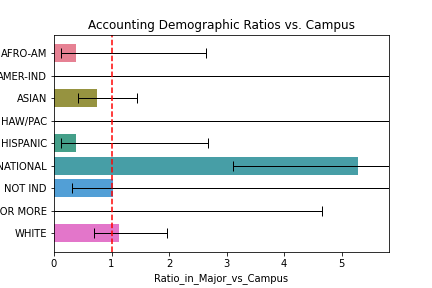 Accounting Demographic Ratios vs. Campus
AFRO-AM
AMER-IND
ASIAN
HAW/PAC
HISPANIC
NATIONAL
NOT IND
OR MORE
WHITE
0 1 2 3 4 5
Ratio_in_Major_vs_Campus